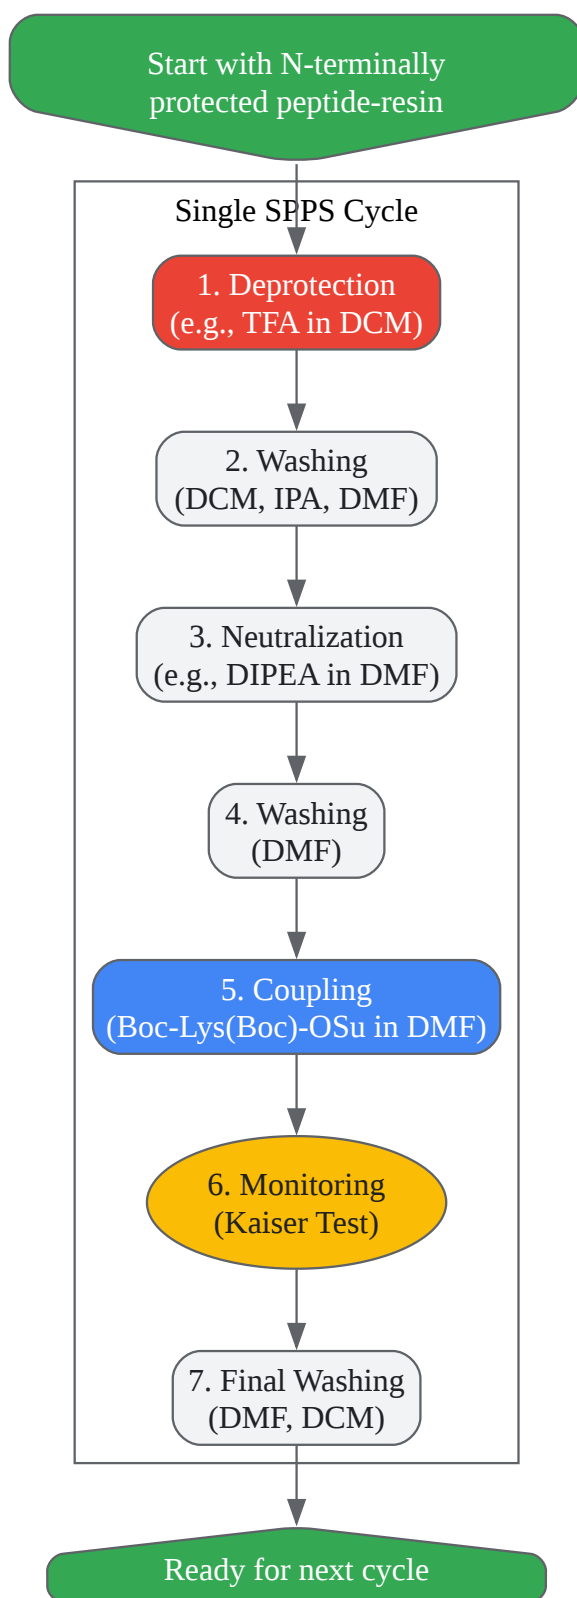 Start with N-terminally
protected peptide-resin
Single SPPS Cycle
1. Deprotection
(e.g., TFA in DCM)
2. Washing
(DCM, IPA, DMF)
3. Neutralization
(e.g., DIPEA in DMF)
4. Washing
(DMF)
5. Coupling
(Boc-Lys(Boc)-OSu in DMF)
6. Monitoring
(Kaiser Test)
7. Final Washing
(DMF, DCM)
Ready for next cycle